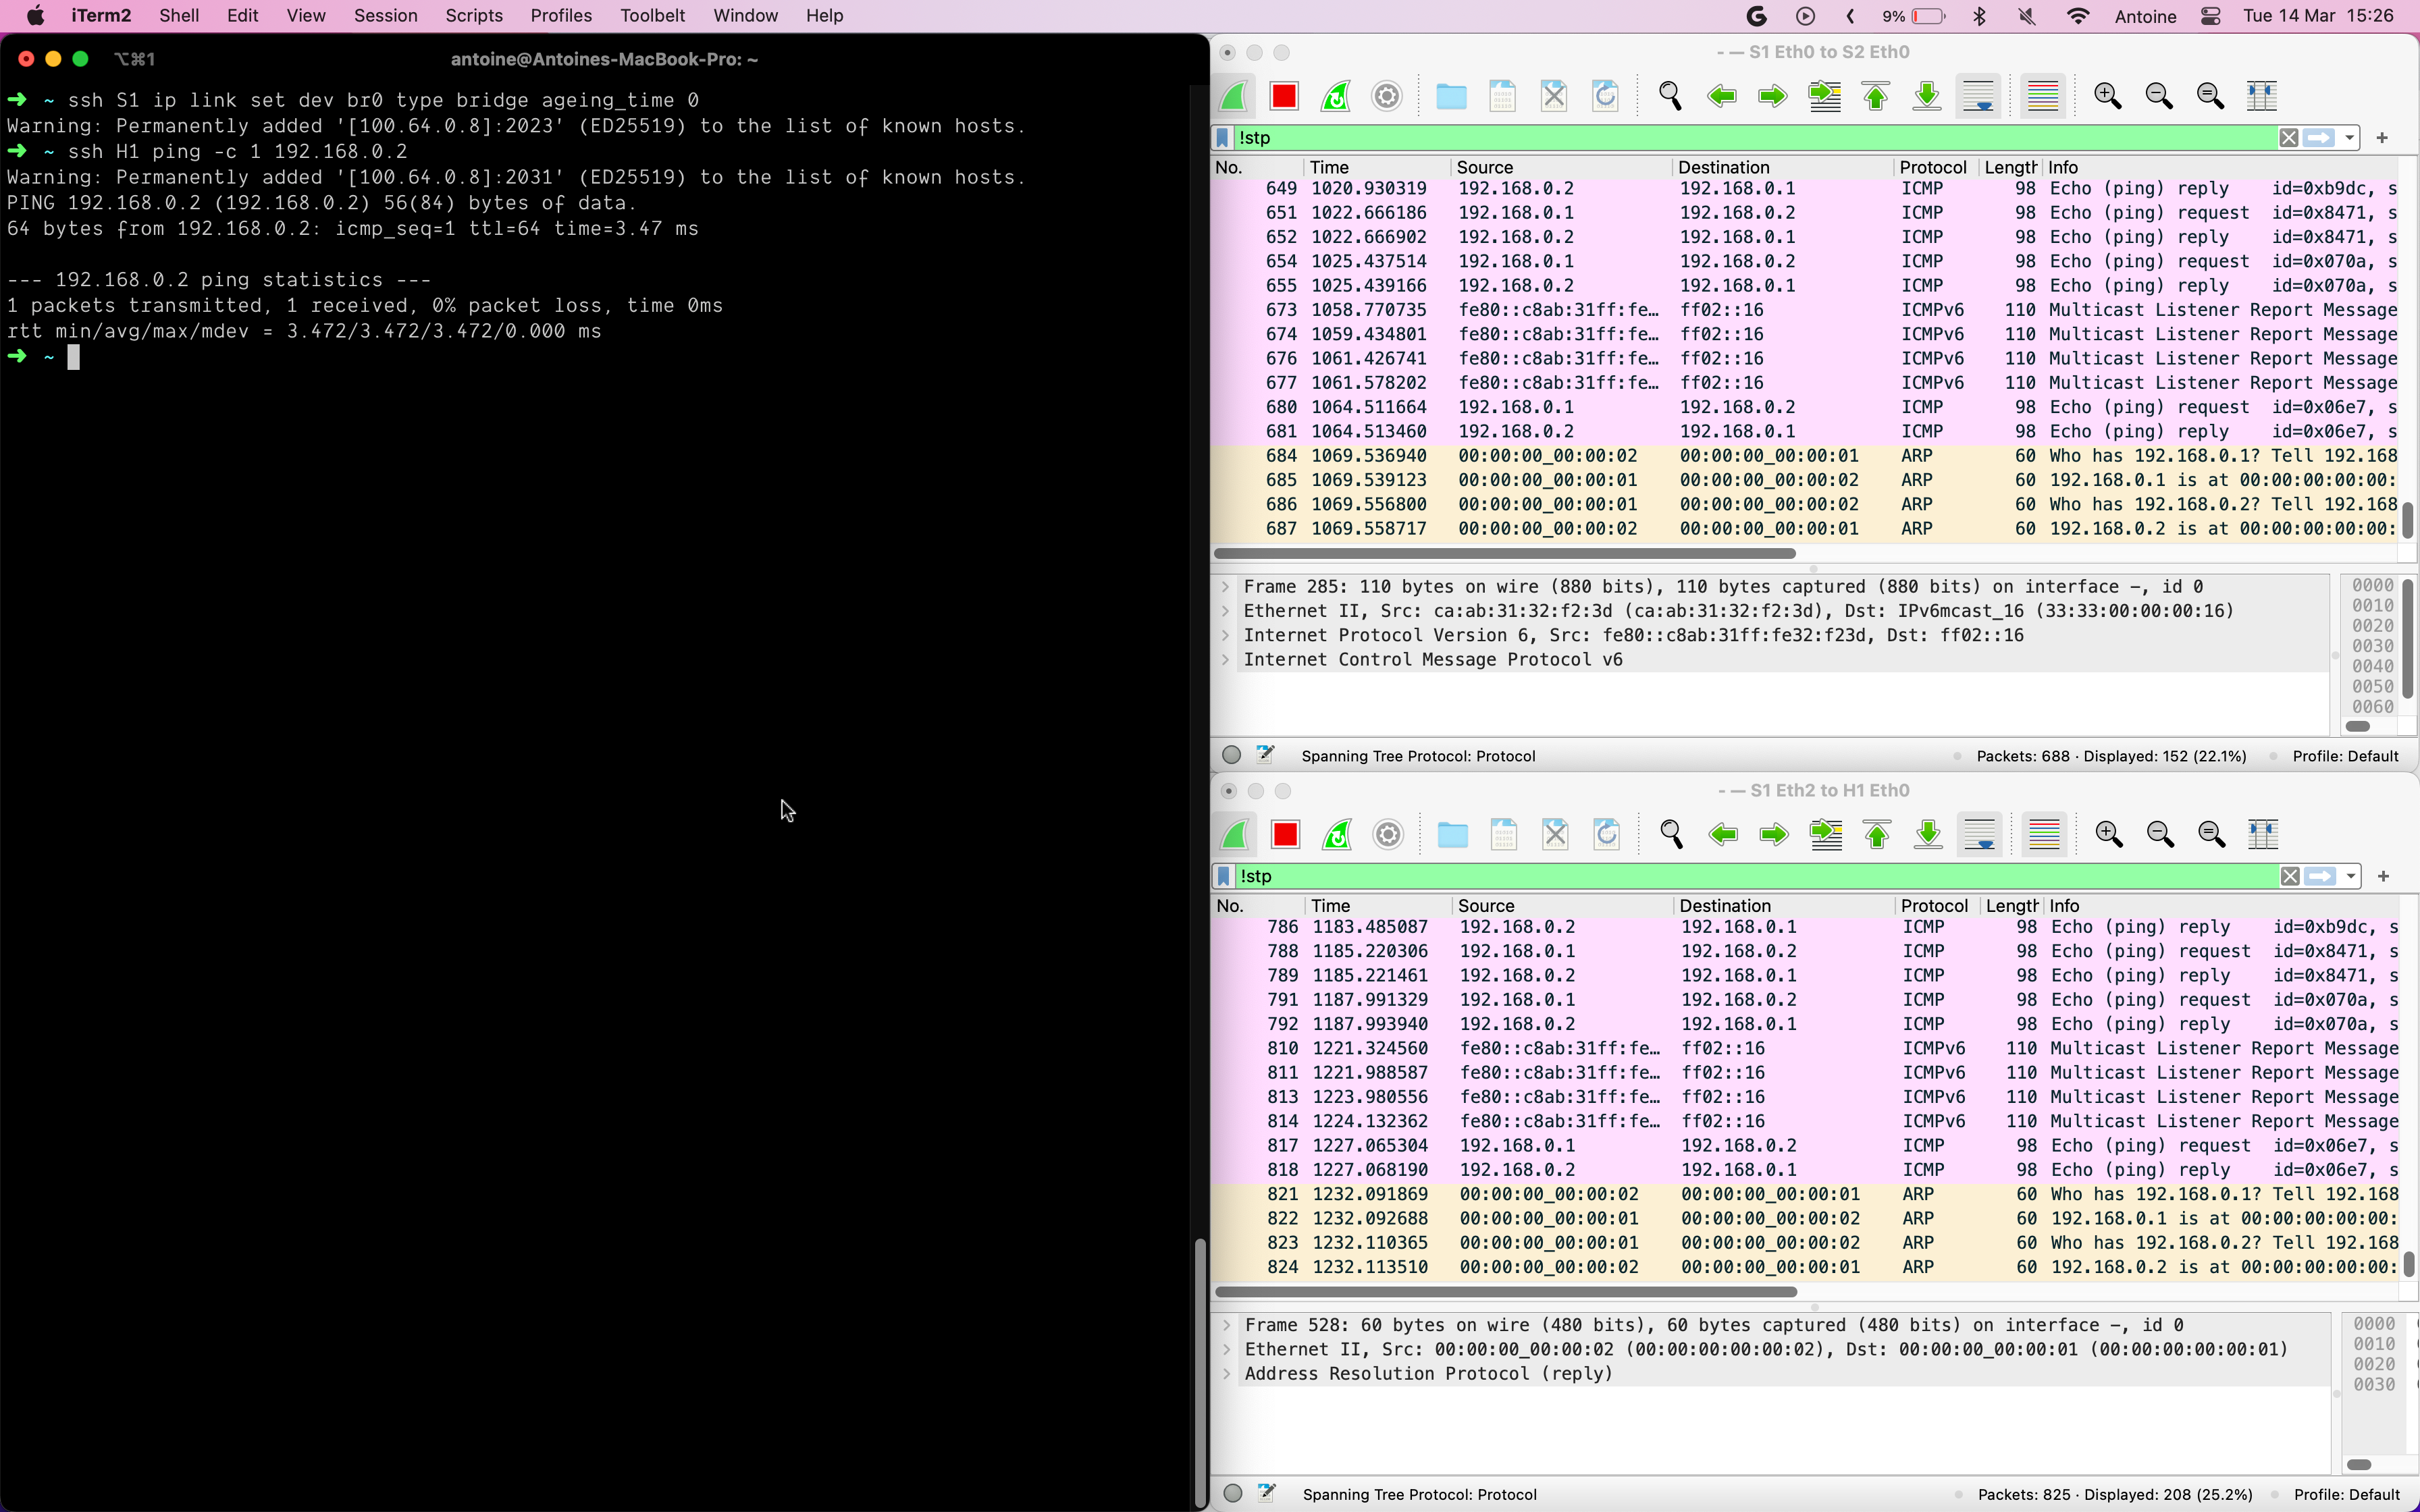 iTerm2 Shell Edit View Session Scripts Profiles Toolbelt Window Help 9% Antoine Tue 14 Mar 15:26
⌥⌘1 antoine@Antoines-MacBook-Pro: ~
➜ ~ ssh S1 ip link set dev br0 type bridge ageing_time 0
Warning: Permanently added '[100.64.0.8]:2023' (ED25519) to the list of known hosts.
➜ ~ ssh H1 ping -c 1 192.168.0.2
Warning: Permanently added '[100.64.0.8]:2031' (ED25519) to the list of known hosts.
PING 192.168.0.2 (192.168.0.2) 56(84) bytes of data.
64 bytes from 192.168.0.2: icmp_seq=1 ttl=64 time=3.47 ms
--- 192.168.0.2 ping statistics ---
1 packets transmitted, 1 received, 0% packet loss, time 0ms
rtt min/avg/max/mdev = 3.472/3.472/3.472/0.000 ms
➜ ~
- — S1 Eth0 to S2 Eth0
!stp
No. Time Source Destination Protocol Length Info
649 1020.930319 192.168.0.2 192.168.0.1 ICMP 98 Echo (ping) reply id=0xb9dc, s
651 1022.666186 192.168.0.1 192.168.0.2 ICMP 98 Echo (ping) request id=0x8471, s
652 1022.666902 192.168.0.2 192.168.0.1 ICMP 98 Echo (ping) reply id=0x8471, s
654 1025.437514 192.168.0.1 192.168.0.2 ICMP 98 Echo (ping) request id=0x070a, s
655 1025.439166 192.168.0.2 192.168.0.1 ICMP 98 Echo (ping) reply id=0x070a, s
673 1058.770735 fe80::c8ab:31ff:fe… ff02::16 ICMPv6 110 Multicast Listener Report Message
674 1059.434801 fe80::c8ab:31ff:fe… ff02::16 ICMPv6 110 Multicast Listener Report Message
676 1061.426741 fe80::c8ab:31ff:fe… ff02::16 ICMPv6 110 Multicast Listener Report Message
677 1061.578202 fe80::c8ab:31ff:fe… ff02::16 ICMPv6 110 Multicast Listener Report Message
680 1064.511664 192.168.0.1 192.168.0.2 ICMP 98 Echo (ping) request id=0x06e7, s
681 1064.513460 192.168.0.2 192.168.0.1 ICMP 98 Echo (ping) reply id=0x06e7, s
684 1069.536940 00:00:00_00:00:02 00:00:00_00:00:01 ARP 60 Who has 192.168.0.1? Tell 192.168
685 1069.539123 00:00:00_00:00:01 00:00:00_00:00:02 ARP 60 192.168.0.1 is at 00:00:00:00:00:
686 1069.556800 00:00:00_00:00:01 00:00:00_00:00:02 ARP 60 Who has 192.168.0.2? Tell 192.168
687 1069.558717 00:00:00_00:00:02 00:00:00_00:00:01 ARP 60 192.168.0.2 is at 00:00:00:00:00:
Frame 285: 110 bytes on wire (880 bits), 110 bytes captured (880 bits) on interface -, id 0
Ethernet II, Src: ca:ab:31:32:f2:3d (ca:ab:31:32:f2:3d), Dst: IPv6mcast_16 (33:33:00:00:00:16)
Internet Protocol Version 6, Src: fe80::c8ab:31ff:fe32:f23d, Dst: ff02::16
Internet Control Message Protocol v6
0000
0010
0020
0030
0040
0050
0060
Spanning Tree Protocol: Protocol Packets: 688 · Displayed: 152 (22.1%) Profile: Default
- — S1 Eth2 to H1 Eth0
!stp
No. Time Source Destination Protocol Length Info
786 1183.485087 192.168.0.2 192.168.0.1 ICMP 98 Echo (ping) reply id=0xb9dc, s
788 1185.220306 192.168.0.1 192.168.0.2 ICMP 98 Echo (ping) request id=0x8471, s
789 1185.221461 192.168.0.2 192.168.0.1 ICMP 98 Echo (ping) reply id=0x8471, s
791 1187.991329 192.168.0.1 192.168.0.2 ICMP 98 Echo (ping) request id=0x070a, s
792 1187.993940 192.168.0.2 192.168.0.1 ICMP 98 Echo (ping) reply id=0x070a, s
810 1221.324560 fe80::c8ab:31ff:fe… ff02::16 ICMPv6 110 Multicast Listener Report Message
811 1221.988587 fe80::c8ab:31ff:fe… ff02::16 ICMPv6 110 Multicast Listener Report Message
813 1223.980556 fe80::c8ab:31ff:fe… ff02::16 ICMPv6 110 Multicast Listener Report Message
814 1224.132362 fe80::c8ab:31ff:fe… ff02::16 ICMPv6 110 Multicast Listener Report Message
817 1227.065304 192.168.0.1 192.168.0.2 ICMP 98 Echo (ping) request id=0x06e7, s
818 1227.068190 192.168.0.2 192.168.0.1 ICMP 98 Echo (ping) reply id=0x06e7, s
821 1232.091869 00:00:00_00:00:02 00:00:00_00:00:01 ARP 60 Who has 192.168.0.1? Tell 192.168
822 1232.092688 00:00:00_00:00:01 00:00:00_00:00:02 ARP 60 192.168.0.1 is at 00:00:00:00:00:
823 1232.110365 00:00:00_00:00:01 00:00:00_00:00:02 ARP 60 Who has 192.168.0.2? Tell 192.168
824 1232.113510 00:00:00_00:00:02 00:00:00_00:00:01 ARP 60 192.168.0.2 is at 00:00:00:00:00:
Frame 528: 60 bytes on wire (480 bits), 60 bytes captured (480 bits) on interface -, id 0
Ethernet II, Src: 00:00:00_00:00:02 (00:00:00:00:00:02), Dst: 00:00:00_00:00:01 (00:00:00:00:00:01)
Address Resolution Protocol (reply)
0000
0010
0020
0030
Spanning Tree Protocol: Protocol Packets: 825 · Displayed: 208 (25.2%) Profile: Default